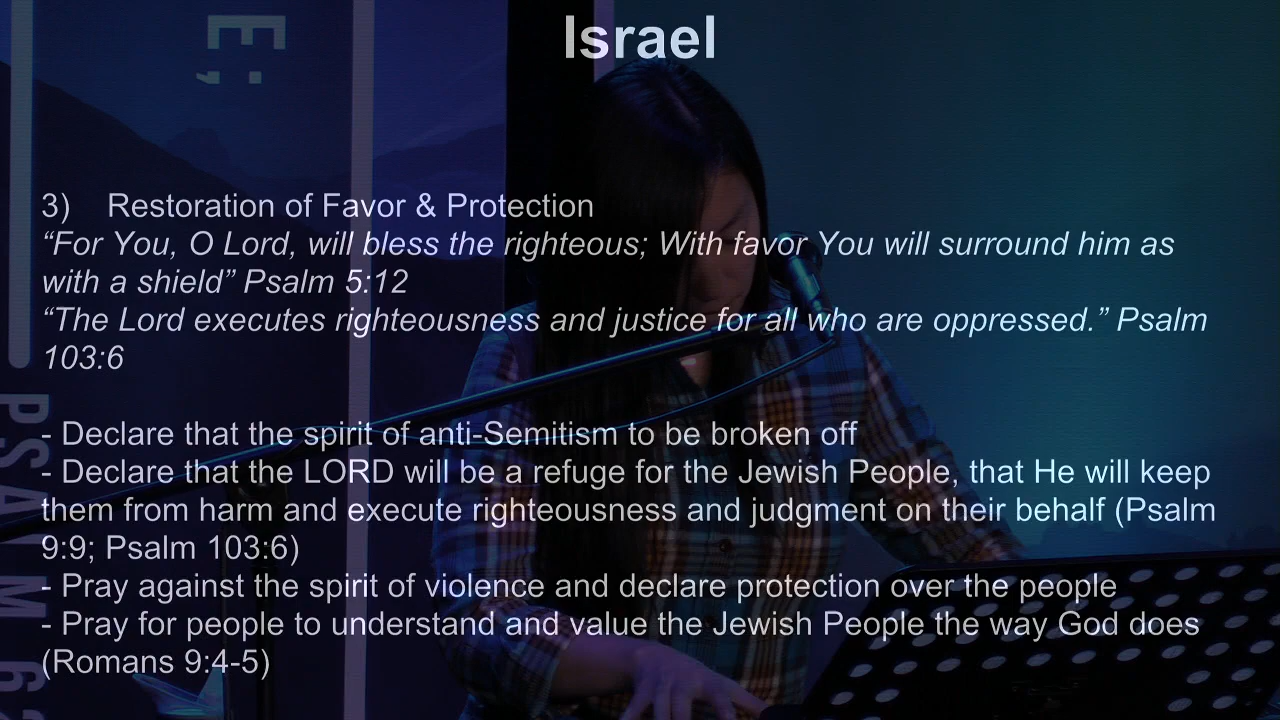 Israel
3) Restoration of Favor & Protection
“For You, O Lord, will bless the righteous; With favor You will surround him as
with a shield” Psalm 5:12
“The Lord executes righteousness and justice for all who are oppressed.” Psalm
103:6
- Declare that the spirit of anti-Semitism to be broken off
- Declare that the LORD will be a refuge for the Jewish People, that He will keep
them from harm and execute righteousness and judgment on their behalf (Psalm
9:9; Psalm 103:6)
- Pray against the spirit of violence and declare protection over the people
- Pray for people to understand and value the Jewish People the way God does
(Romans 9:4-5)
E;
PSALM 62